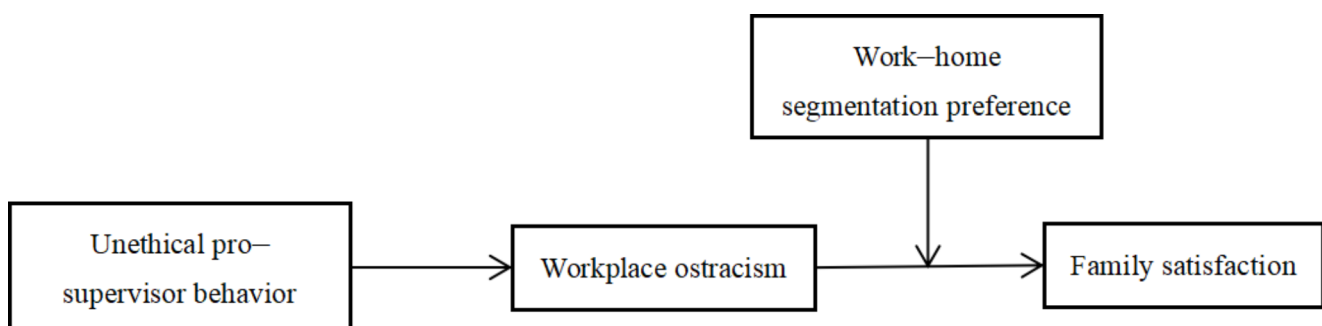 Work–home
segmentation preference
Unethical pro–
supervisor behavior
Workplace ostracism
Family satisfaction